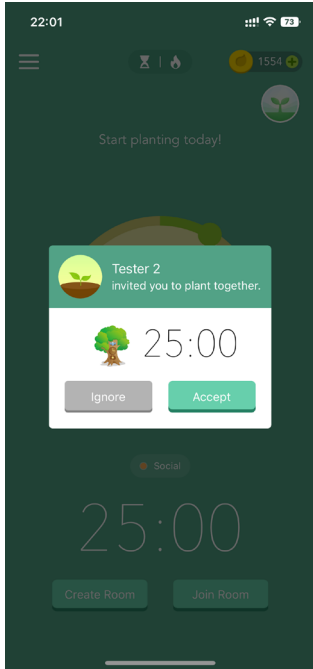 22:01
73
1554
Start planting today!
Tester 2
invited you to plant together.
25:00
Ignore
Accept
Social
25:00
Create Room
Join Room